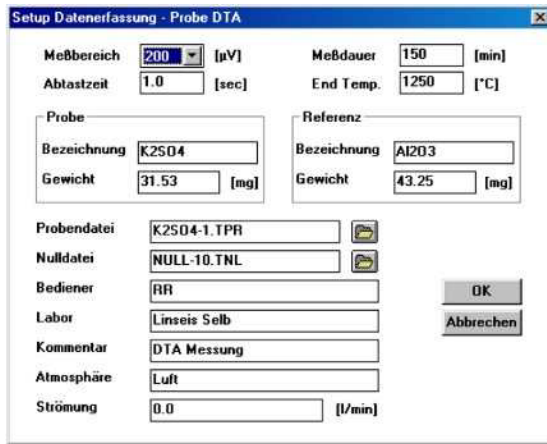 Setup Datenerfassung - Probe DTA
Meßbereich 200 [µV] Meßdauer 150 [min]
Abtastzeit 1.0 [sec] End Temp. 1250 [°C]
Probe Referenz
Bezeichnung K2SO4 Bezeichnung Al2O3
Gewicht 31.53 [mg] Gewicht 43.25 [mg]
Probendatei K2SO4-1.TPR
Nulldatei NULL-10.TNL
Bediener RR OK
Labor Linseis Selb Abbrechen
Kommentar DTA Messung
Atmosphäre Luft
Strömung 0.0 [l/min]